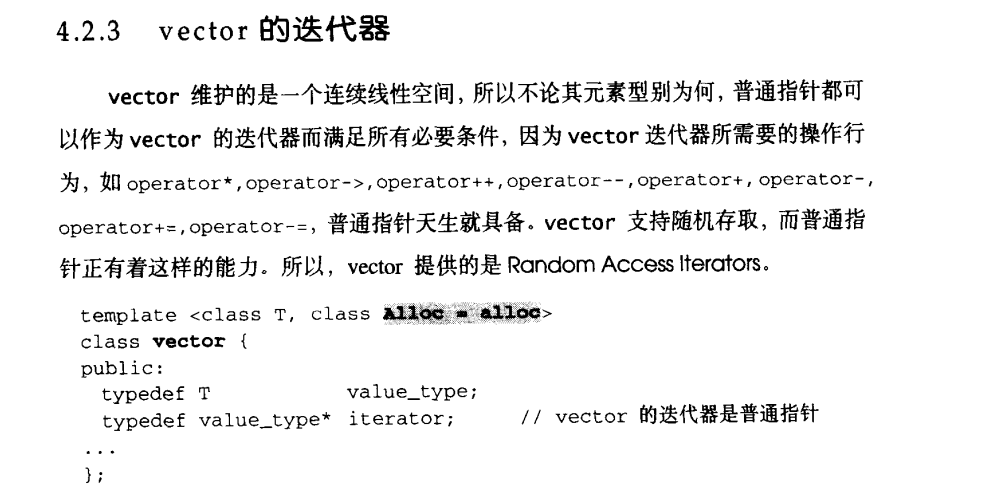 4.2.3 vector 的迭代器
vector 维护的是一个连续线性空间，所以不论其元素型别为何，普通指针都可
以作为 vector 的迭代器而满足所有必要条件，因为 vector 迭代器所需要的操作行
为，如 operator*,operator->,operator++,operator--,operator+,operator-,
operator+=,operator-=，普通指针天生就具备。vector 支持随机存取，而普通指
针正有着这样的能力。所以，vector 提供的是 Random Access Iterators。
template <class T, class Alloc = alloc>
class vector {
public:
typedef T value_type;
typedef value_type* iterator; // vector 的迭代器是普通指针
...
};